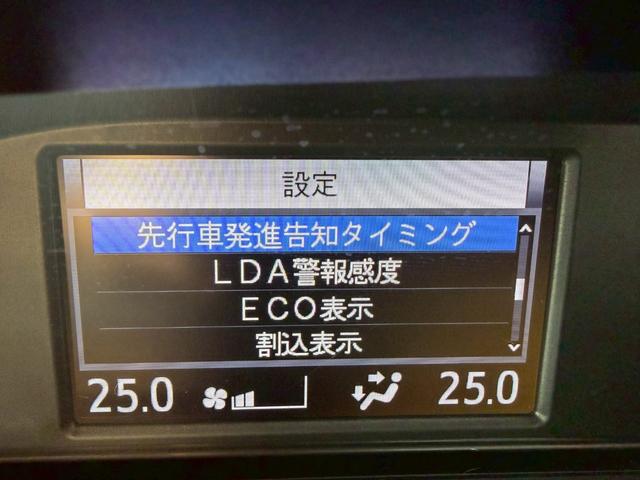 設定
先行車発進告知タイミング
LDA警報感度
ECO表示
割込表示
25.0 25.0